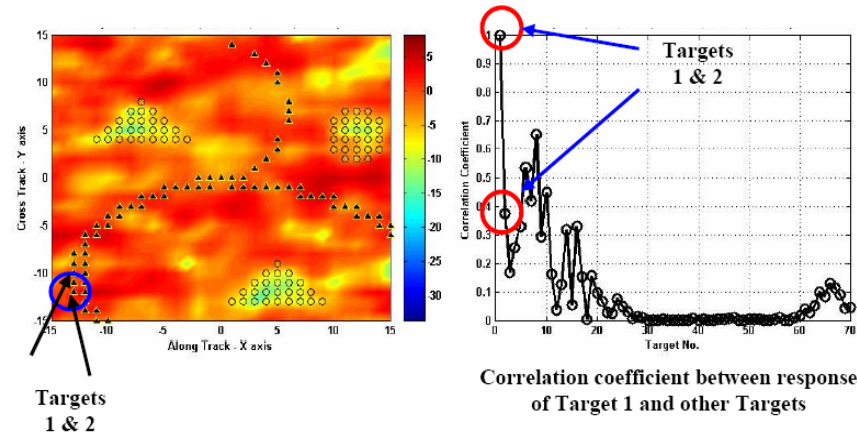 15
10
5
0
-5
-10
-15
Cross Track - Y axis
-15 -10 -5 0 5 10 15
Along Track - X axis
5
0
-5
-10
-15
-20
-25
-30
Targets
1 & 2
Targets
1 & 2
1
0.9
0.8
0.7
0.6
0.5
0.4
0.3
0.2
0.1
0
Correlation Coefficient
0 10 20 30 40 50 60 70
Target No.
Correlation coefficient between response
of Target 1 and other Targets